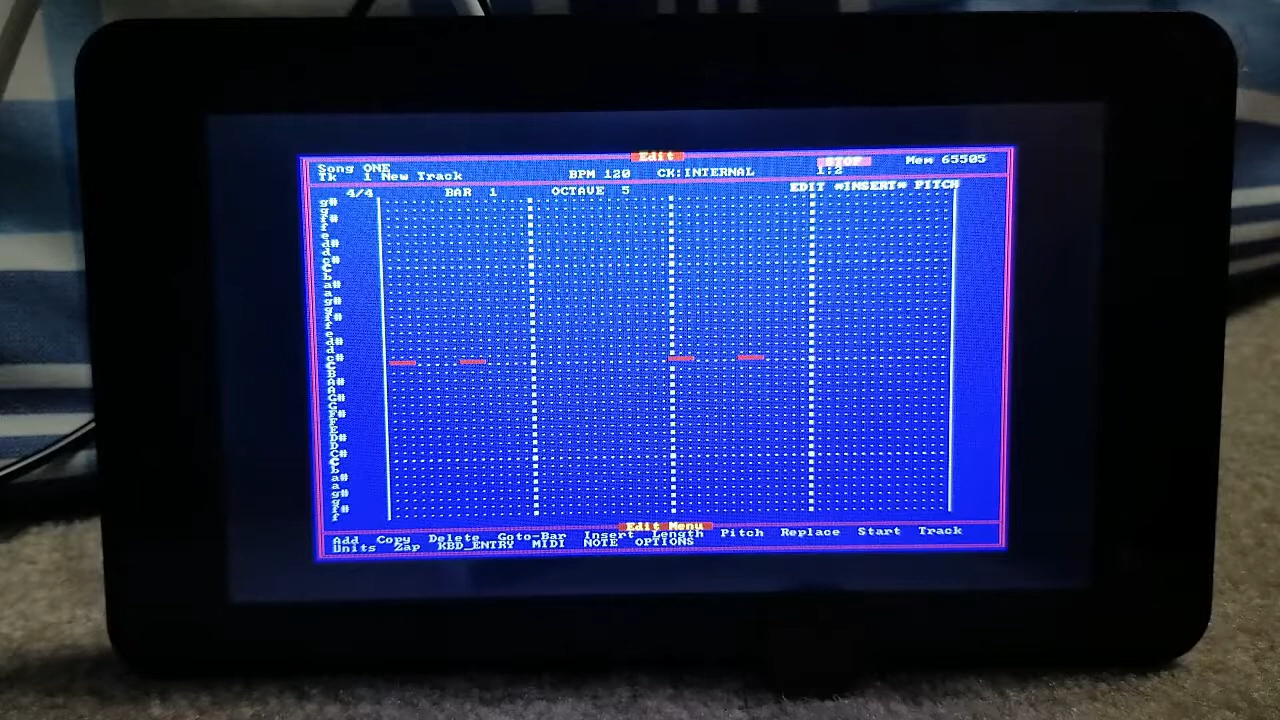 Edit
Song ONE STOP Mem 65505
Tk 1 New Track BPM 120 CK:INTERNAL 1:2
4/4 BAR 1 OCTAVE 5 EDIT *INSERT* PITCH
Edit Menu
Add Copy Delete Goto-Bar Insert Length Pitch Replace Start Track
Units Zap KBD_ENTRY MIDI NOTE OPTIONS